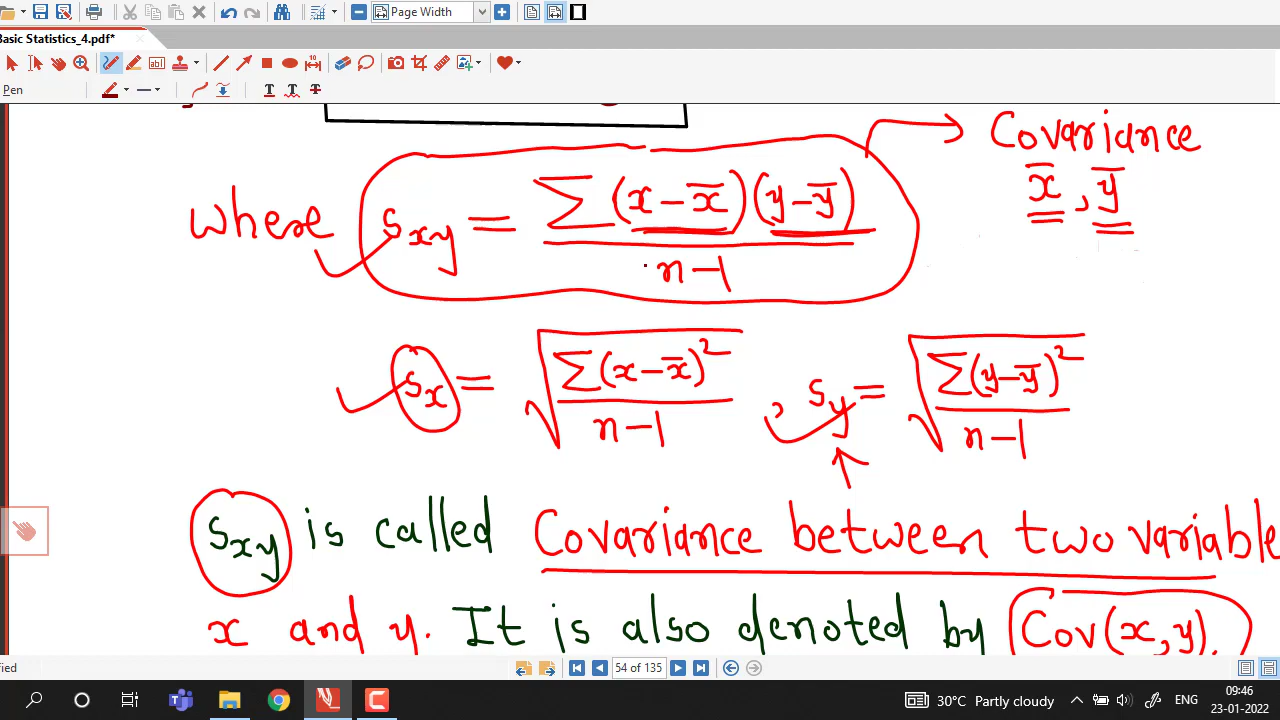 Page Width
Basic Statistics_4.pdf*
Pen
Covariance
x̅, y̅
where s_xy = ∑(x-x̅)(y-y̅) / n-1
s_x = √(∑(x-x̅)² / n-1) , s_y = √(∑(y-y̅)² / n-1)
s_xy is called Covariance between two variable
x and y. It is also denoted by Cov(x,y).
54 of 135
30°C Partly cloudy
ENG
09:46
23-01-2022